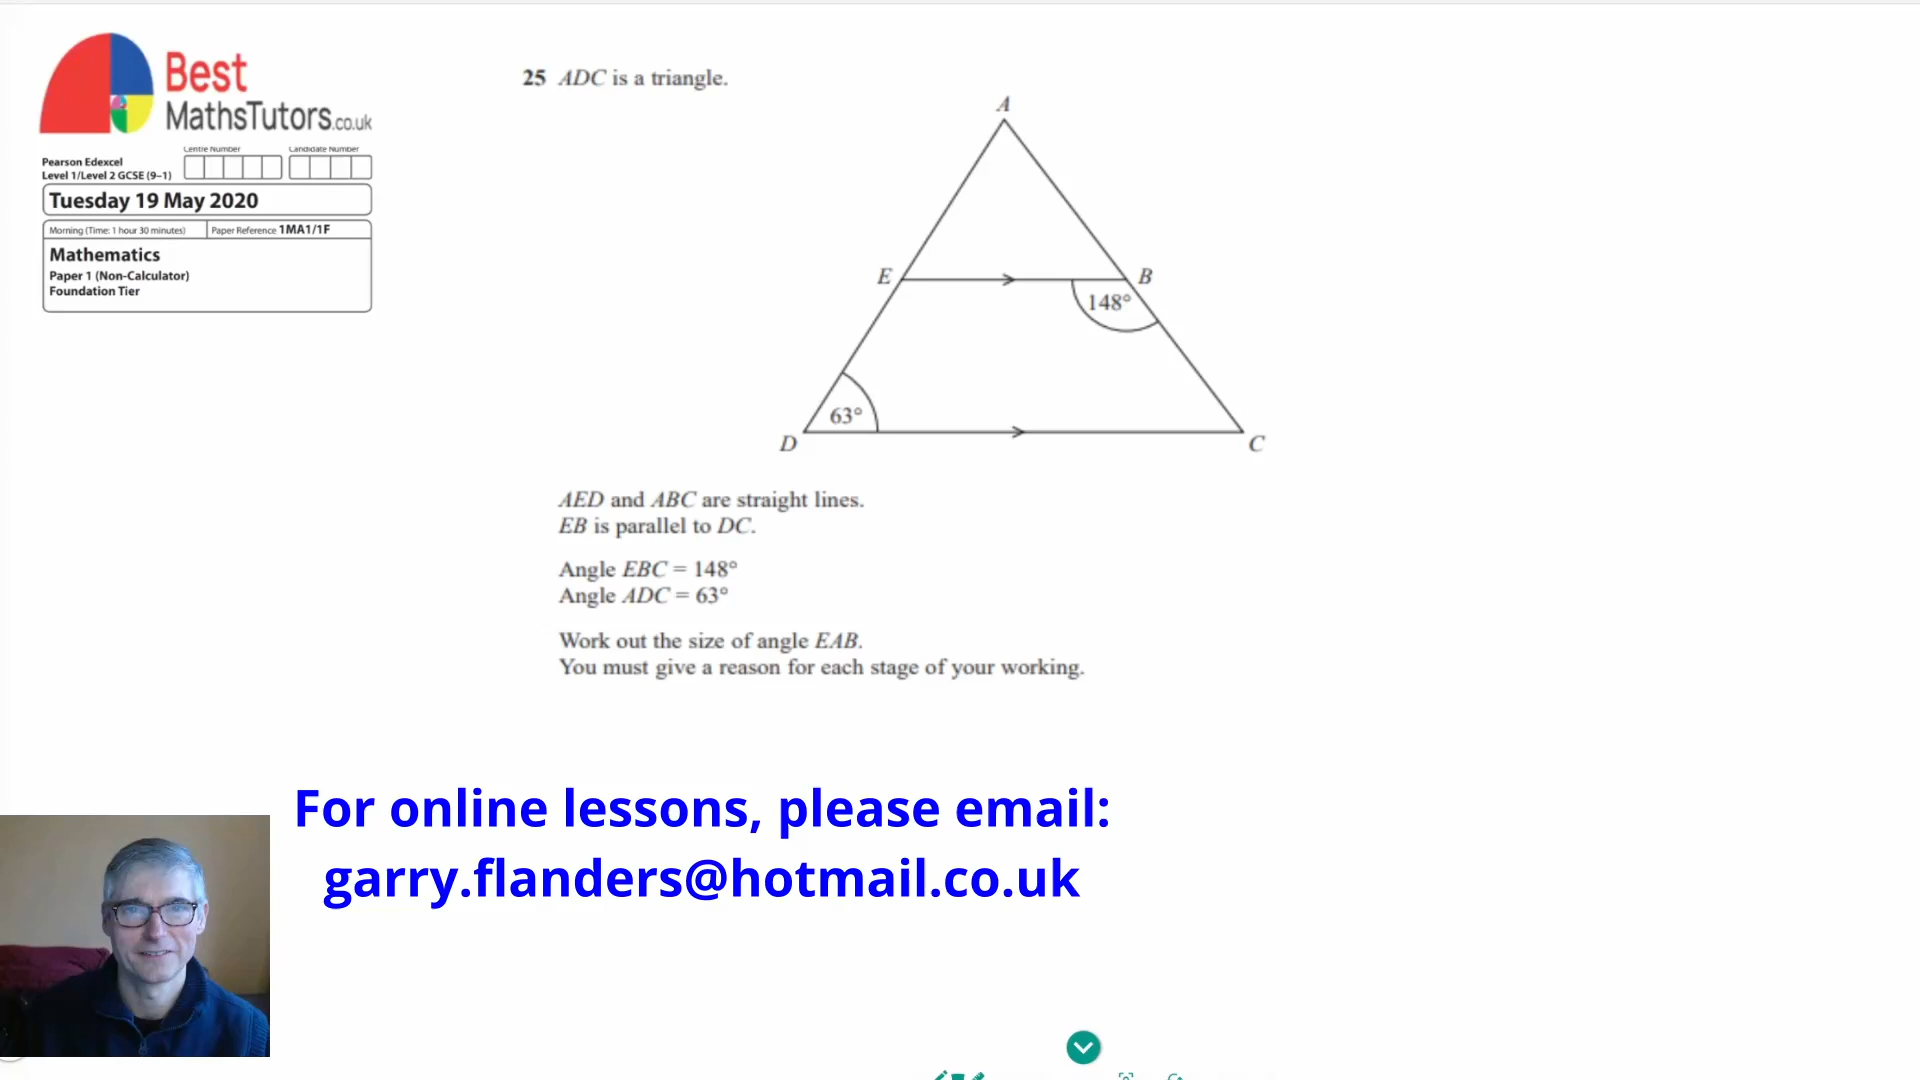 Best
MathsTutors.co.uk
Centre Number
Candidate Number
Pearson Edexcel
Level 1/Level 2 GCSE (9–1)
Tuesday 19 May 2020
Morning (Time: 1 hour 30 minutes)
Paper Reference 1MA1/1F
Mathematics
Paper 1 (Non-Calculator)
Foundation Tier
25 ADC is a triangle.
A
E
B
148°
63°
D
C
AED and ABC are straight lines.
EB is parallel to DC.
Angle EBC = 148°
Angle ADC = 63°
Work out the size of angle EAB.
You must give a reason for each stage of your working.
For online lessons, please email:
garry.flanders@hotmail.co.uk